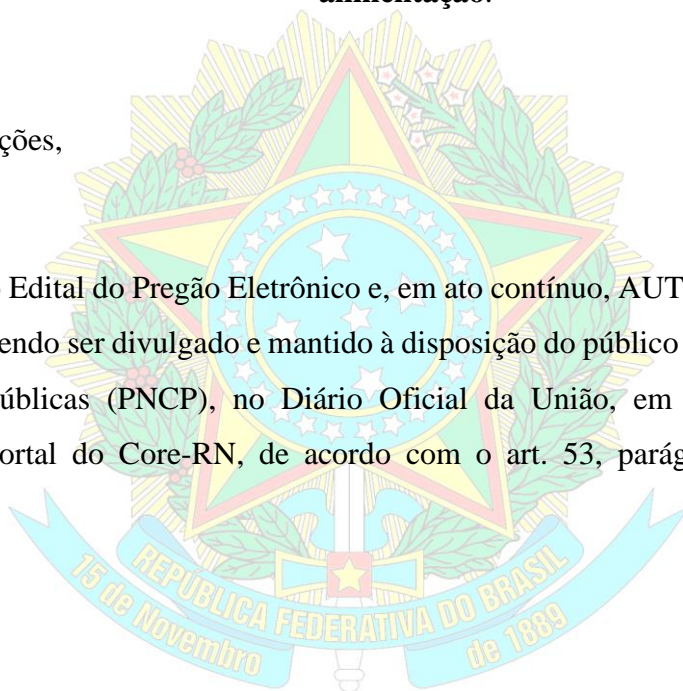 alimentação.
ções,
Edital do Pregão Eletrônico e, em ato contínuo, AUT
endo ser divulgado e mantido à disposição do público
úblicas (PNCP), no Diário Oficial da União, em
ortal do Core-RN, de acordo com o art. 53, parág
REPÚBLICA FEDERATIVA DO BRASIL
15 de Novembro
de 1889